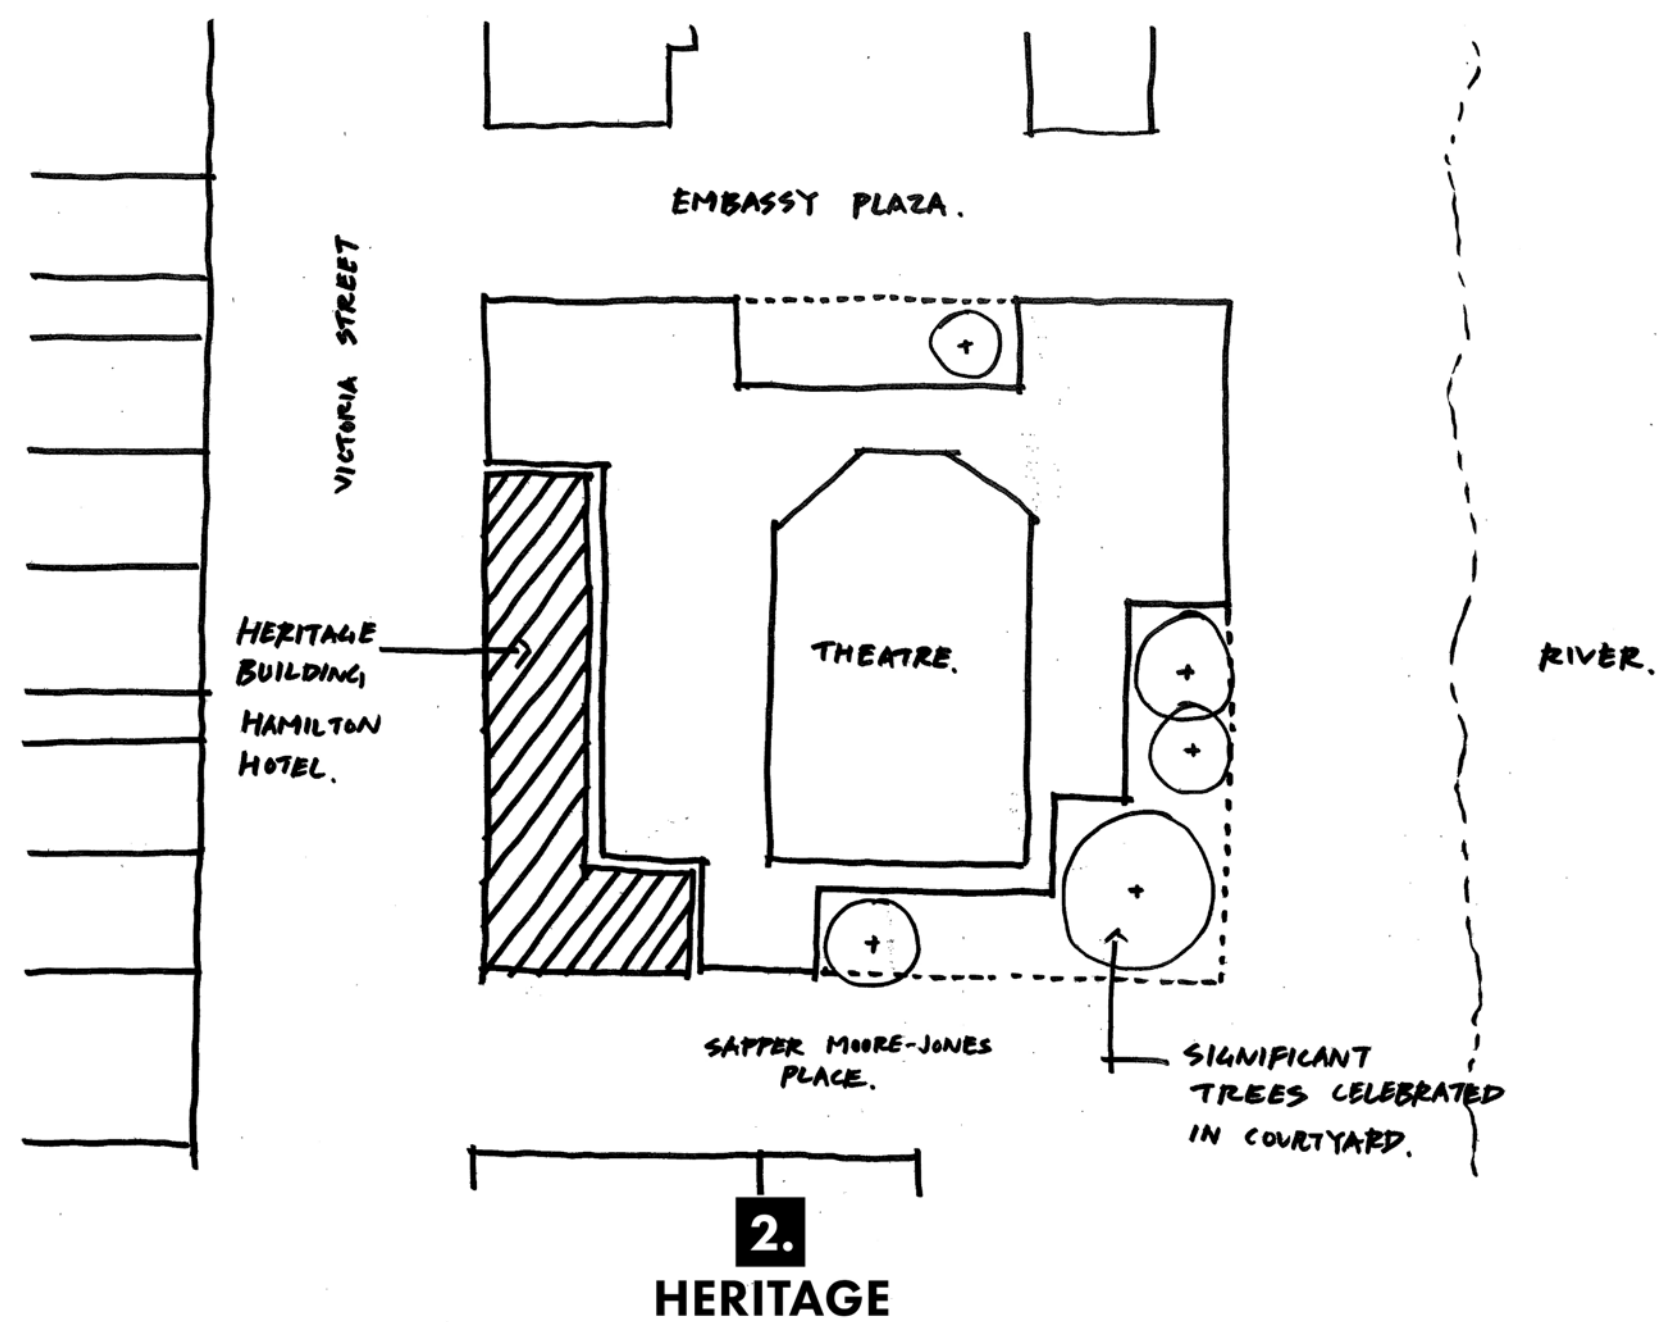 EMBASSY PLAZA.
VICTORIA STREET
HERITAGE
BUILDING,
HAMILTON
HOTEL.
THEATRE.
RIVER.
SAPPER MOORE-JONES
PLACE.
SIGNIFICANT
TREES CELEBRATED
IN COURTYARD.
2.
HERITAGE